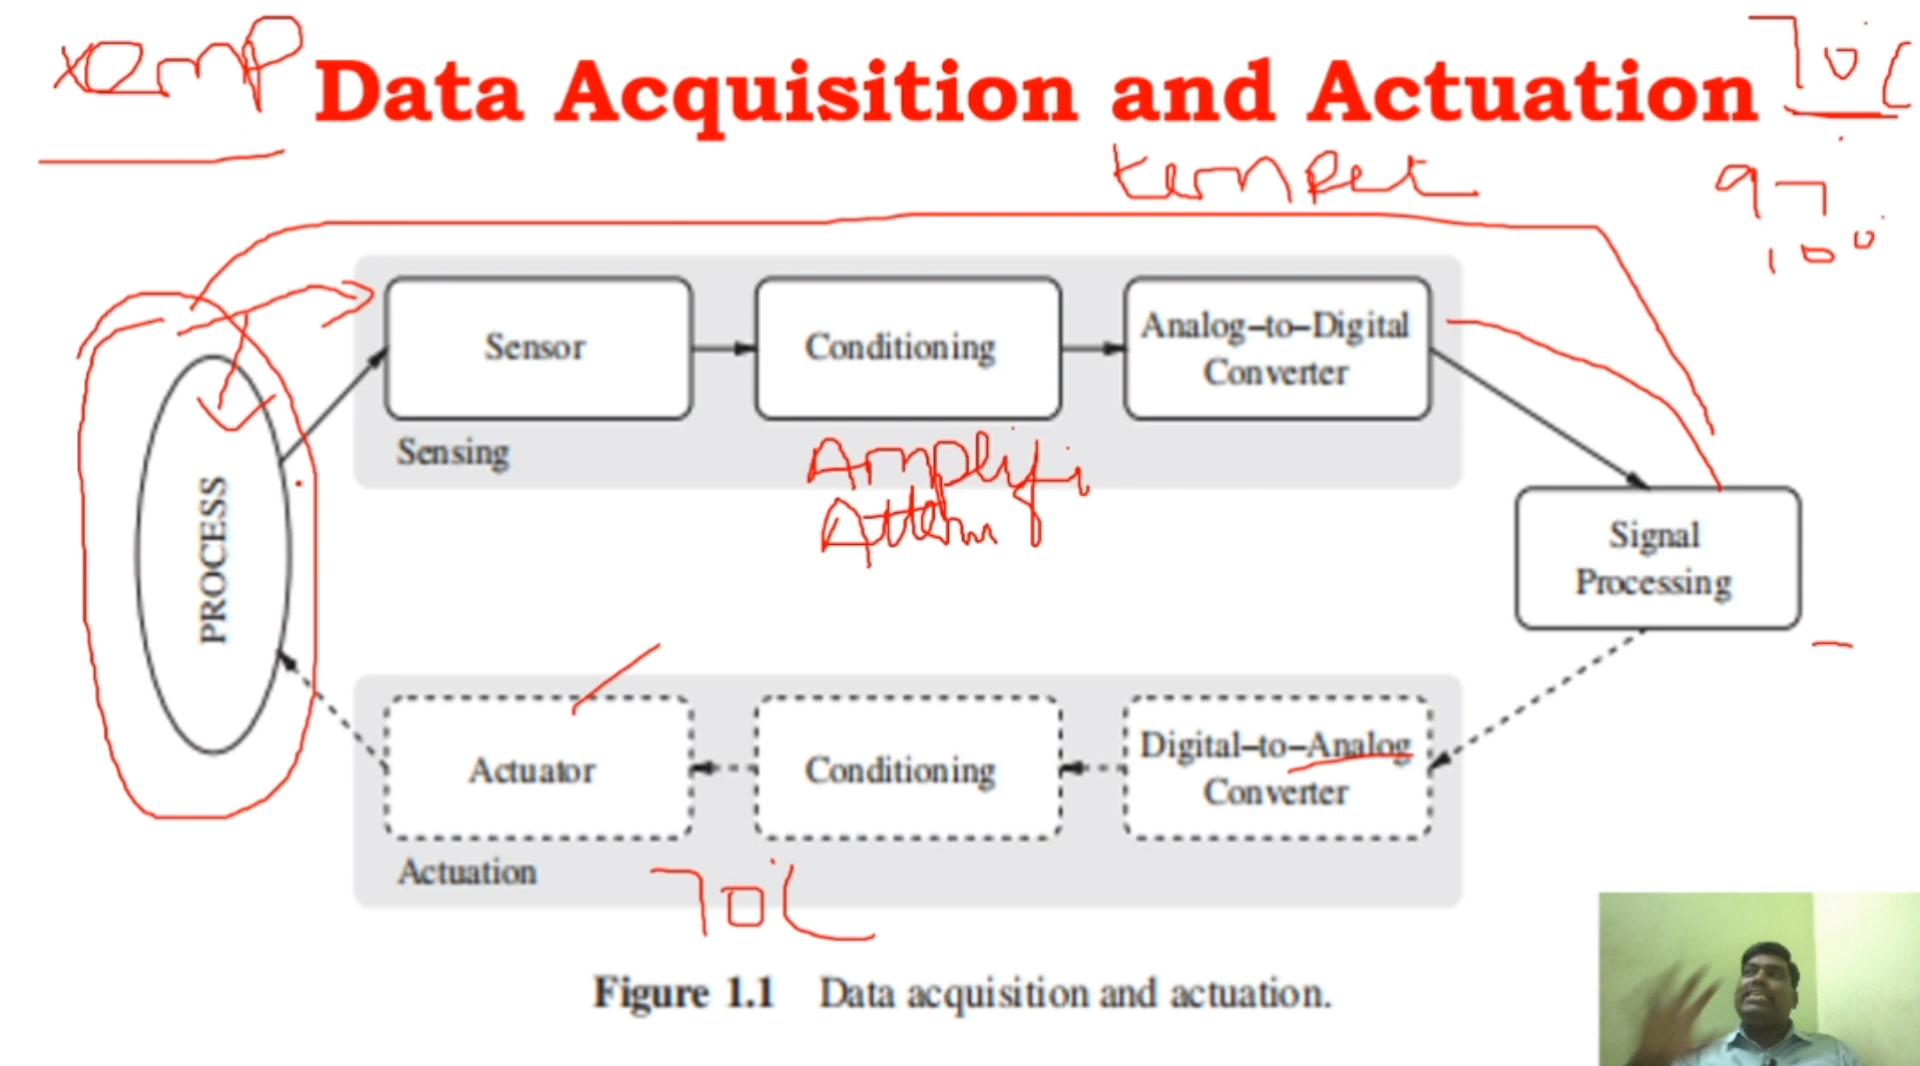 Data Acquisition and Actuation
70°C
97
100°
Sensor
Conditioning
Analog-to-Digital
Converter
Sensing
Amplifi
PROCESS
Signal
Processing
Actuator
Conditioning
Digital-to-Analog
Converter
Actuation
70°C
Figure 1.1 Data acquisition and actuation.